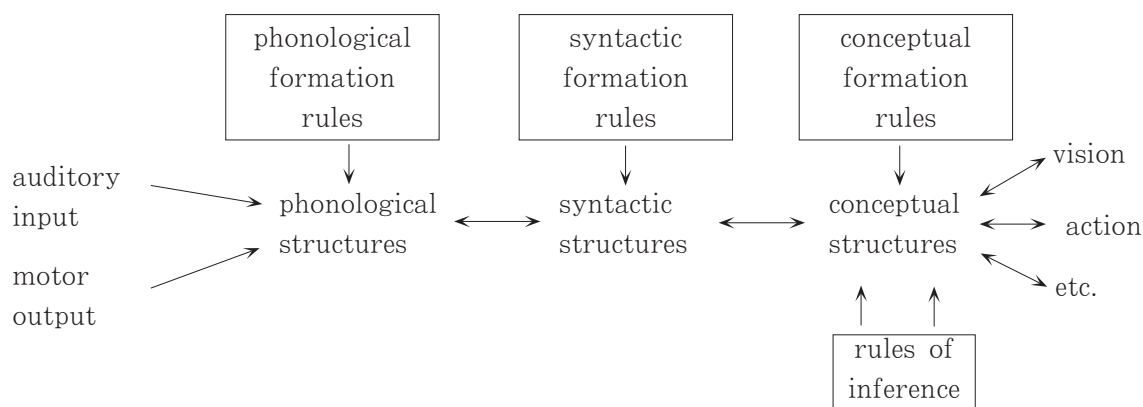 phonological
formation
rules
syntactic
formation
rules
conceptual
formation
rules
auditory
input
motor
output
phonological
structures
syntactic
structures
conceptual
structures
vision
action
etc.
rules of
inference